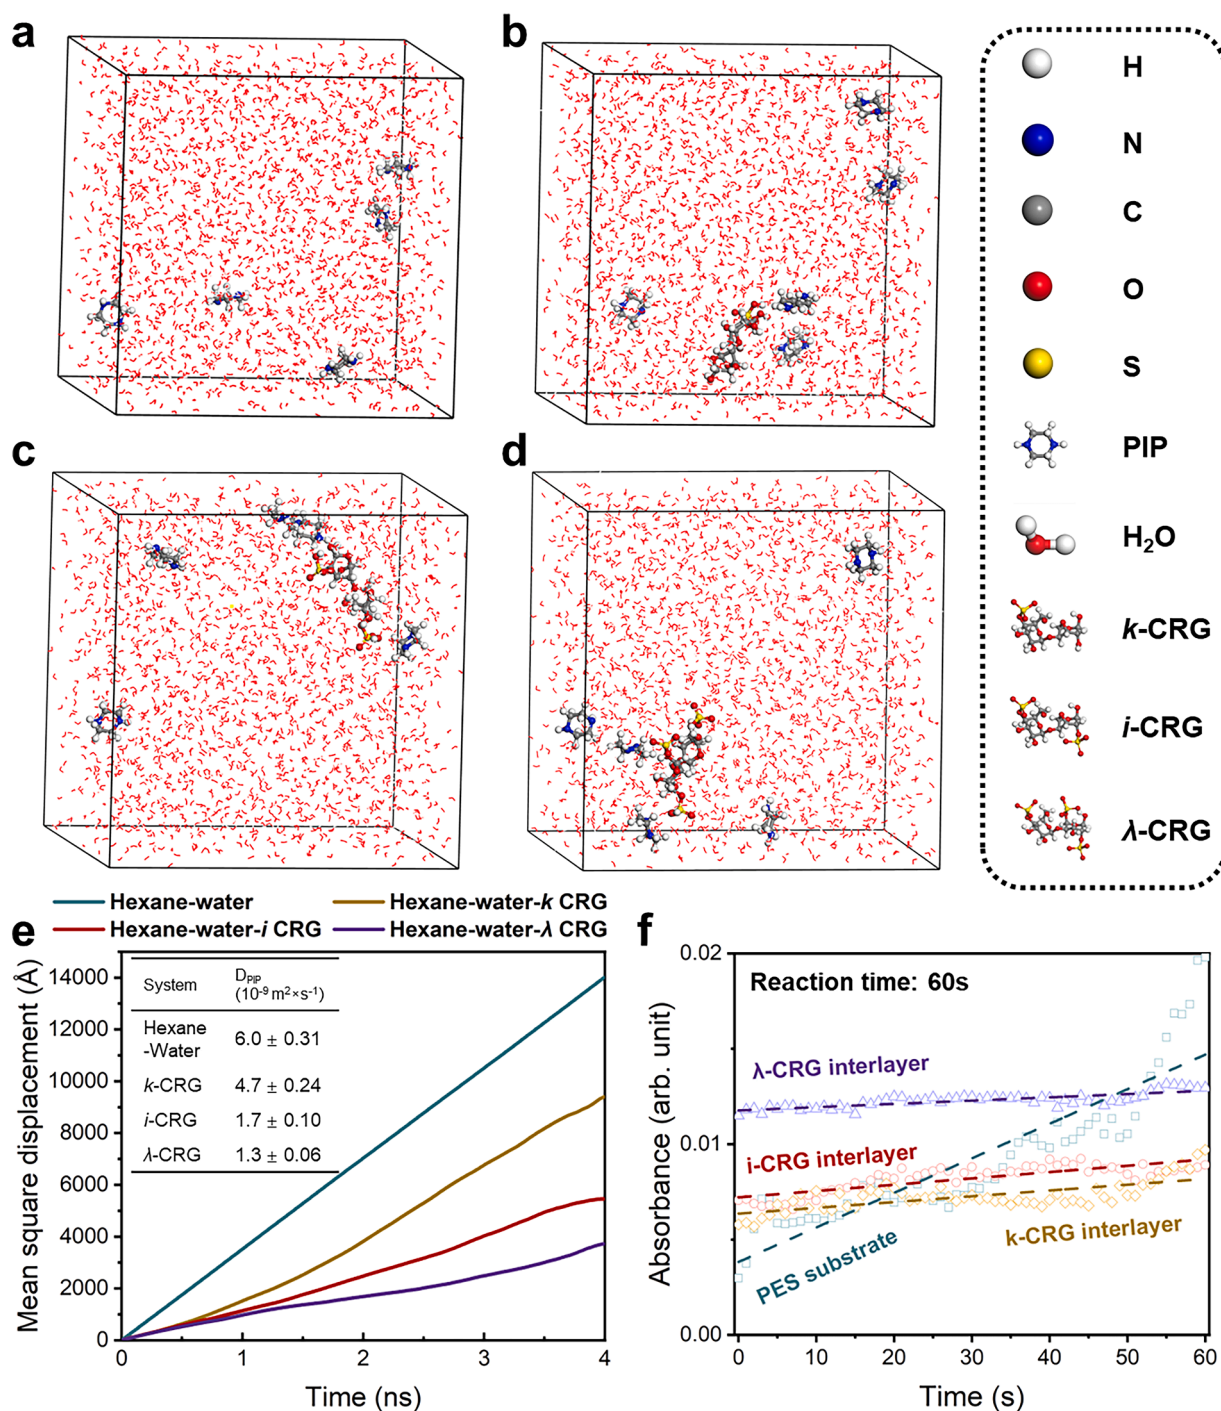 a
b
H
N
C
O
S
PIP
H₂O
k-CRG
i-CRG
λ-CRG
c
d
Hexane-water
Hexane-water-k CRG
Hexane-water-i CRG
Hexane-water-λ CRG
e
Mean square displacement (Å)
14000
12000
10000
8000
6000
4000
2000
0
0
1
2
3
4
Time (ns)
System
D_PIP
(10⁻⁹ m²×s⁻¹)
Hexane
-Water
6.0 ± 0.31
k-CRG
4.7 ± 0.24
i-CRG
1.7 ± 0.10
λ-CRG
1.3 ± 0.06
f
Absorbance (arb. unit)
0.02
0.01
0.00
Reaction time: 60s
λ-CRG interlayer
i-CRG interlayer
k-CRG interlayer
PES substrate
0
10
20
30
40
50
60
Time (s)